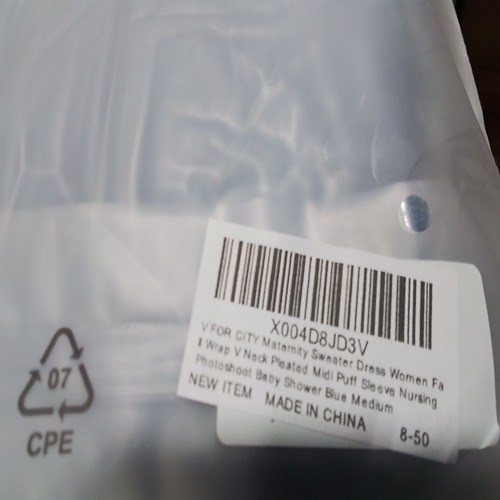 X004D8JD3V
V FOR CITY Maternity Sweater Dress Women Fa
ll Wrap V Neck Pleated Midi Puff Sleeve Nursing
Photoshoot Baby Shower Blue Medium
NEW ITEM MADE IN CHINA
8-50
07
CPE